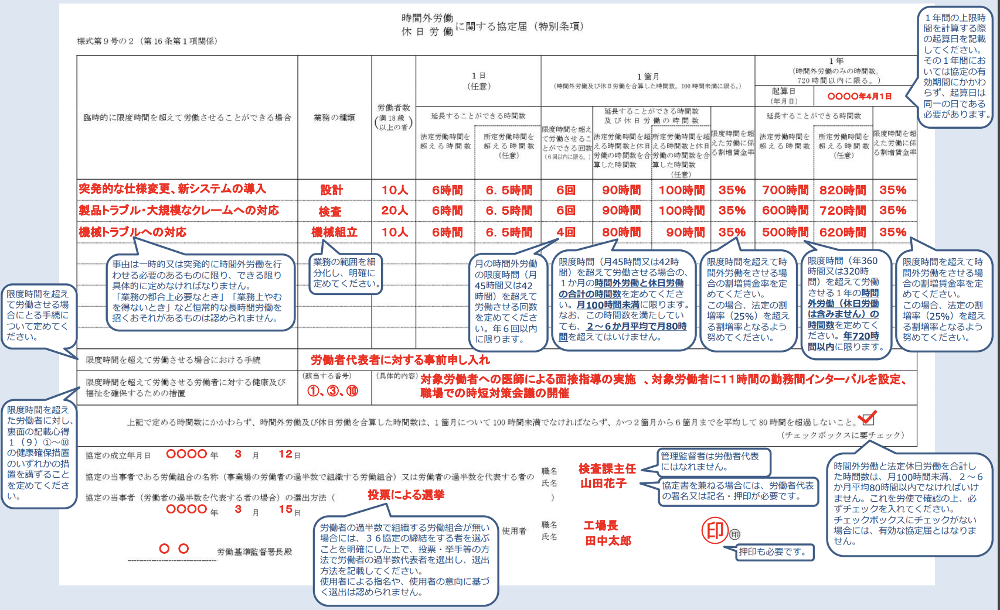 時間外労働
休日労働
に関する協定届（特別条項）
様式第９号の２（第16条第１項関係）
臨時的に限度時間を超えて労働させることができる場合
業務の種類
労働者数
（満18歳
以上の者）
１日
（任意）
延長することができる時間数
法定労働時間を
超える時間数
所定労働時間を
超える時間数
（任意）
１箇月
（時間外労働及び休日労働を合算した時間数。100時間未満に限る。）
限度時間を超え
て労働させるこ
とができる回数
（６回以内に限る。）
延長することができる時間数
及び休日労働の時間数
法定労働時間を超
える時間数と休日
労働の時間数を合
算した時間数
所定労働時間を超
える時間数と休日
労働の時間数を合
算した時間数
（任意）
限度時間を超
えた労働に係
る割増賃金率
１年
（時間外労働のみの時間数。
720時間以内に限る。）
起算日
（年月日）
〇〇〇〇年4月1日
延長することができる時間数
法定労働時間を
超える時間数
所定労働時間を
超える時間数
（任意）
限度時間を超
えた労働に係
る割増賃金率
１年間の上限時
間を計算する際
の起算日を記載
してください。
その１年間にお
いては協定の有
効期間にかかわ
らず、起算日は
同一の日である
必要があります。
突発的な仕様変更、新システムの導入 設計 10人 6時間 6．5時間 6回 90時間 100時間 35% 700時間 820時間 35%
製品トラブル・大規模なクレームへの対応 検査 20人 6時間 6．5時間 6回 90時間 100時間 35% 600時間 720時間 35%
機械トラブルへの対応 機械組立 10人 6時間 6．5時間 4回 80時間 90時間 35% 500時間 620時間 35%
事由は一時的又は突発的に時間外労働を行
わせる必要のあるものに限り、できる限り
具体的に定めなければなりません。
「業務の都合上必要なとき」「業務上やむ
を得ないとき」など恒常的な長時間労働を
招くおそれがあるものは認められません。
業務の範囲を細
分化し、明確に
定めてください。
月の時間外労働
の限度時間（月
45時間又は42
時間）を超えて
労働させる回数
を定めてくださ
い。年６回以内
に限ります。
限度時間（月45時間又は42時
間）を超えて労働させる場合の、
１か月の時間外労働と休日労働
の合計の時間数を定めてくださ
い。月100時間未満に限ります。
なお、この時間数を満たしてい
ても、２～６か月平均で月80時
間を超えてはいけません。
限度時間を超えて時
間外労働をさせる場
合の割増賃金率を定
めてください。
この場合、法定の割
増率（25%）を超え
る割増率となるよう
努めてください。
限度時間（年360
時間又は320時
間）を超えて労働
させる１年の時間
外労働（休日労働
は含みません）の
時間数を定めてく
ださい。年720時
間以内に限ります。
限度時間を超えて時
間外労働をさせる場
合の割増賃金率を定
めてください。
この場合、法定の割
増率（25%）を超え
る割増率となるよう
努めてください。
限度時間を超え
て労働させる場
合にとる手続に
ついて定めてく
ださい。
限度時間を超えて労働させる場合における手続
労働者代表者に対する事前申し入れ
限度時間を超えて労働させる労働者に対する健康及び
福祉を確保するための措置
（該当する番号）
①、③、⑩
（具体的内容）
対象労働者への医師による面接指導の実施 、対象労働者に11時間の勤務間インターバルを設定、
職場での時短対策会議の開催
限度時間を超え
た労働者に対し、
裏面の記載心得
１（９）①～⑩
の健康確保措置
のいずれかの措
置を講ずること
を定めてくださ
い。
上記で定める時間数にかかわらず、時間外労働及び休日労働を合算した時間数は、１箇月について100時間未満でなければならず、かつ２箇月から６箇月までを平均して80時間を超過しないこと。
（チェックボックスに要チェック）
協定の成立年月日 〇〇〇〇 年 3 月 12 日
協定の当事者である労働組合の名称（事業場の労働者の過半数で組織する労働組合）又は労働者の過半数を代表する者の
職名 検査課主任
氏名 山田花子
管理監督者は労働者代表
にはなれません。
協定書を兼ねる場合には、労働者代表
の署名又は記名・押印が必要です。
協定の当事者（労働者の過半数を代表する者の場合）の選出方法（ 投票による選挙 ）
〇〇〇〇 年 3 月 15 日
使用者
職名 工場長
氏名 田中太郎
印
㊞
押印も必要です。
〇 〇 労働基準監督署長殿
労働者の過半数で組織する労働組合が無い
場合には、３６協定の締結をする者を選ぶ
ことを明確にした上で、投票・挙手等の方
法で労働者の過半数代表者を選出し、選出
方法を記載してください。
使用者による指名や、使用者の意向に基づ
く選出は認められません。
時間外労働と法定休日労働を合計し
た時間数は、月100時間未満、２～６
か月平均80時間以内でなければいけ
ません。これを労使で確認の上、必
ずチェックを入れてください。
チェックボックスにチェックがない
場合には、有効な協定届とはなりま
せん。